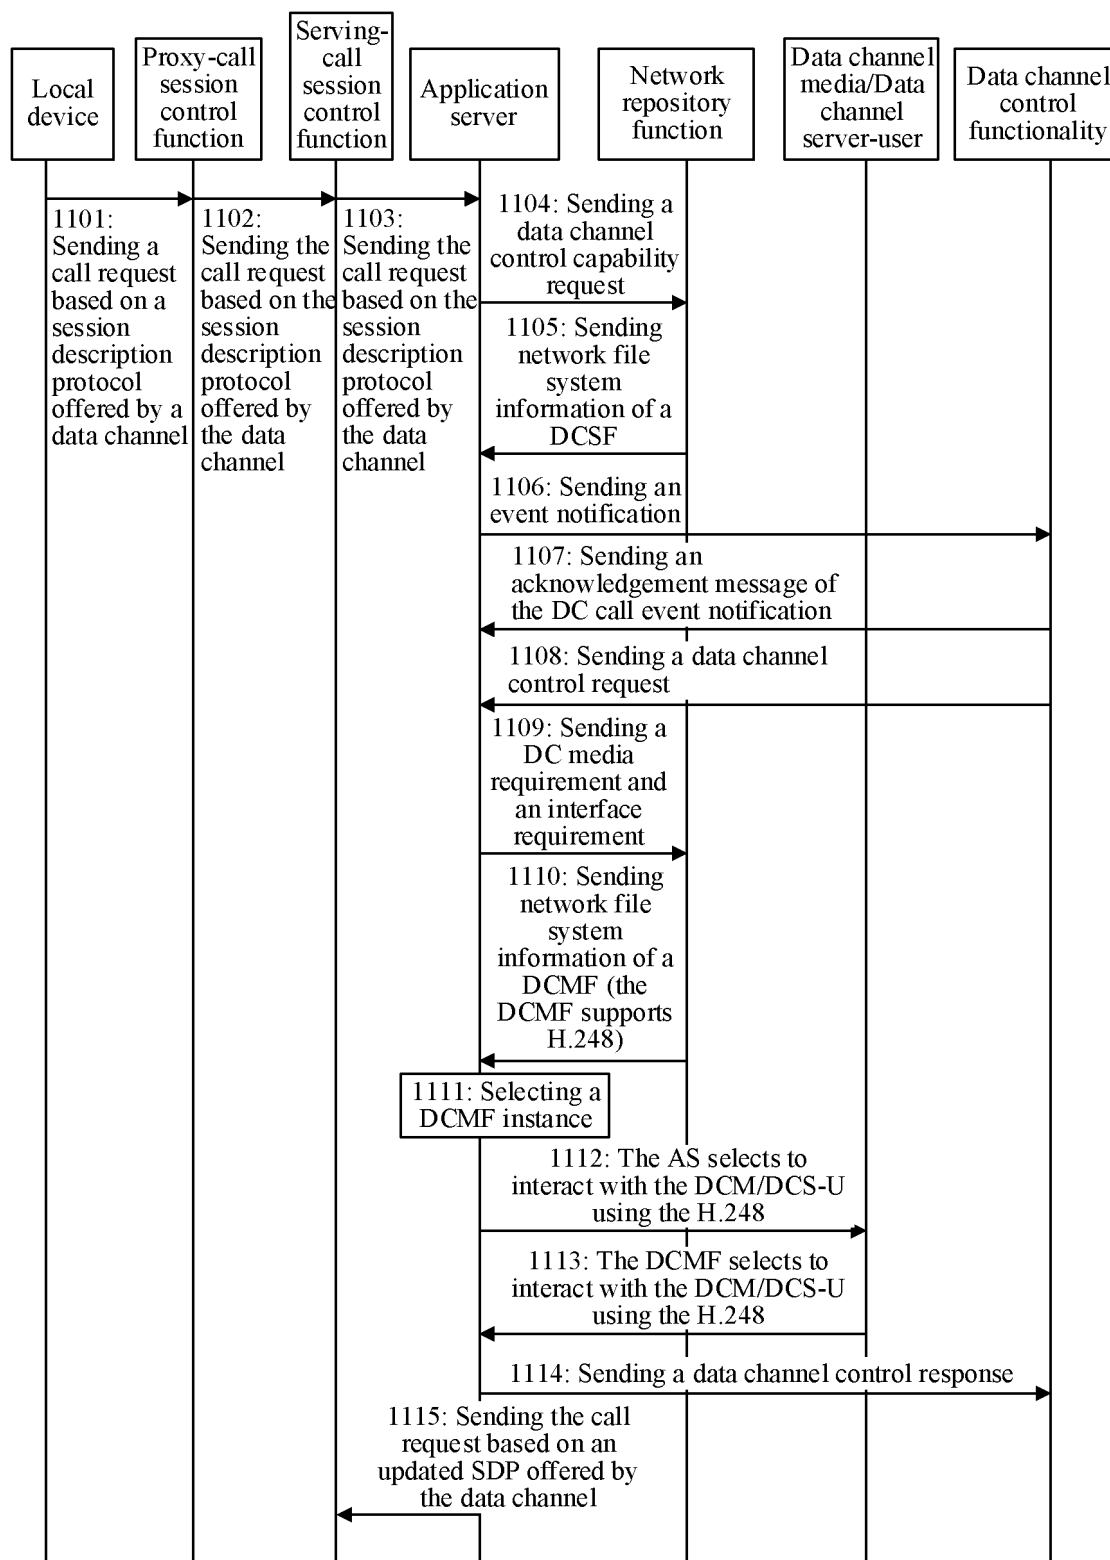 Local
device
Proxy-call
session
control
function
Serving-
call
session
control
function
Application
server
Network
repository
function
Data channel
media/Data
channel
server-user
Data channel
control
functionality
1101:
Sending a
call request
based on a
session
description
protocol
offered by a
data channel
1102:
Sending the
call request
based on the
session
description
protocol
offered by
the data
channel
1103:
Sending the
call request
based on the
session
description
protocol
offered by
the data
channel
1104: Sending a
data channel
control capability
request
1105: Sending
network file
system
information of a
DCSF
1106: Sending an
event notification
1107: Sending an
acknowledgement message of
the DC call event notification
1108: Sending a data channel
control request
1109: Sending a
DC media
requirement and
an interface
requirement
1110: Sending
network file
system
information of a
DCMF (the
DCMF supports
H.248)
1111: Selecting a
DCMF instance
1112: The AS selects to
interact with the DCM/DCS-U
using the H.248
1113: The DCMF selects to
interact with the DCM/DCS-U
using the H.248
1114: Sending a data channel control response
1115: Sending the call
request based on an
updated SDP offered by
the data channel